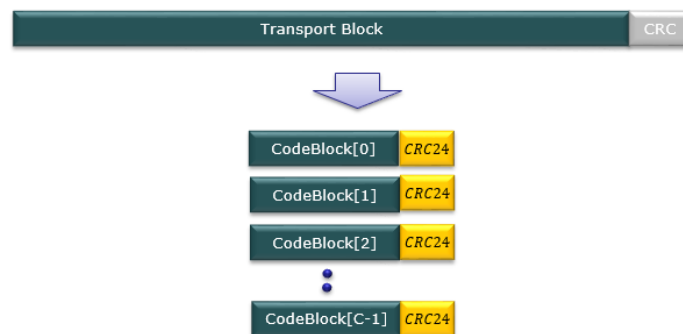 Transport Block CRC
CodeBlock[0] CRC24
CodeBlock[1] CRC24
CodeBlock[2] CRC24
CodeBlock[C-1] CRC24